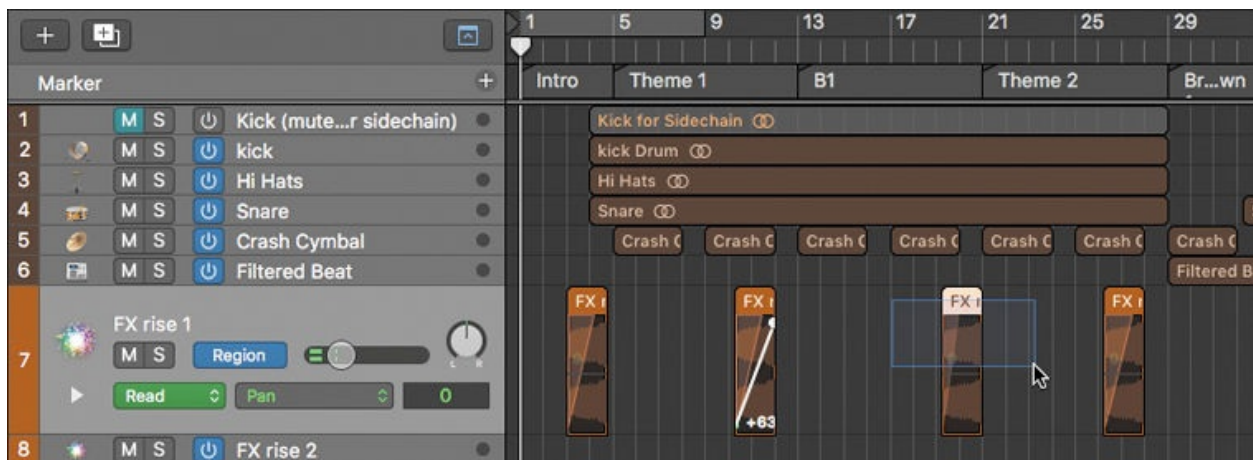 1 5 9 13 17 21 25 29
Marker + Intro Theme 1 B1 Theme 2 Br...wn
1 M S Kick (mute...r sidechain) Kick for Sidechain
2 M S kick kick Drum
3 M S Hi Hats Hi Hats
4 M S Snare Snare
5 M S Crash Cymbal Crash C Crash C Crash C Crash C Crash C Crash C Crash C
6 M S Filtered Beat Filtered B
FX r FX r FX r FX r
FX rise 1
7 M S Region L R
Read Pan 0 +63
8 M S FX rise 2